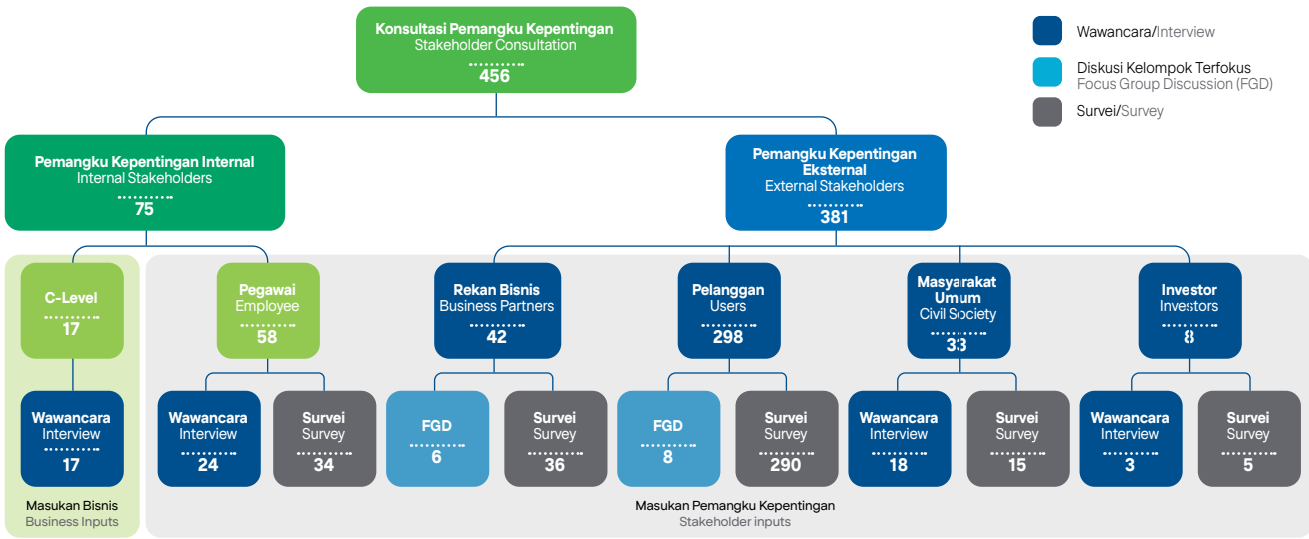 Konsultasi Pemangku Kepentingan
Stakeholder Consultation
456
Wawancara/Interview
Diskusi Kelompok Terfokus
Focus Group Discussion (FGD)
Survei/Survey
Pemangku Kepentingan Internal
Internal Stakeholders
75
Pemangku Kepentingan
Eksternal
External Stakeholders
381
C-Level
17
Pegawai
Employee
58
Rekan Bisnis
Business Partners
42
Pelanggan
Users
298
Masyarakat
Umum
Civil Society
33
Investor
Investors
8
Wawancara
Interview
17
Wawancara
Interview
24
Survei
Survey
34
FGD
6
Survei
Survey
36
FGD
8
Survei
Survey
290
Wawancara
Interview
18
Survei
Survey
15
Wawancara
Interview
3
Survei
Survey
5
Masukan Bisnis
Business Inputs
Masukan Pemangku Kepentingan
Stakeholder inputs